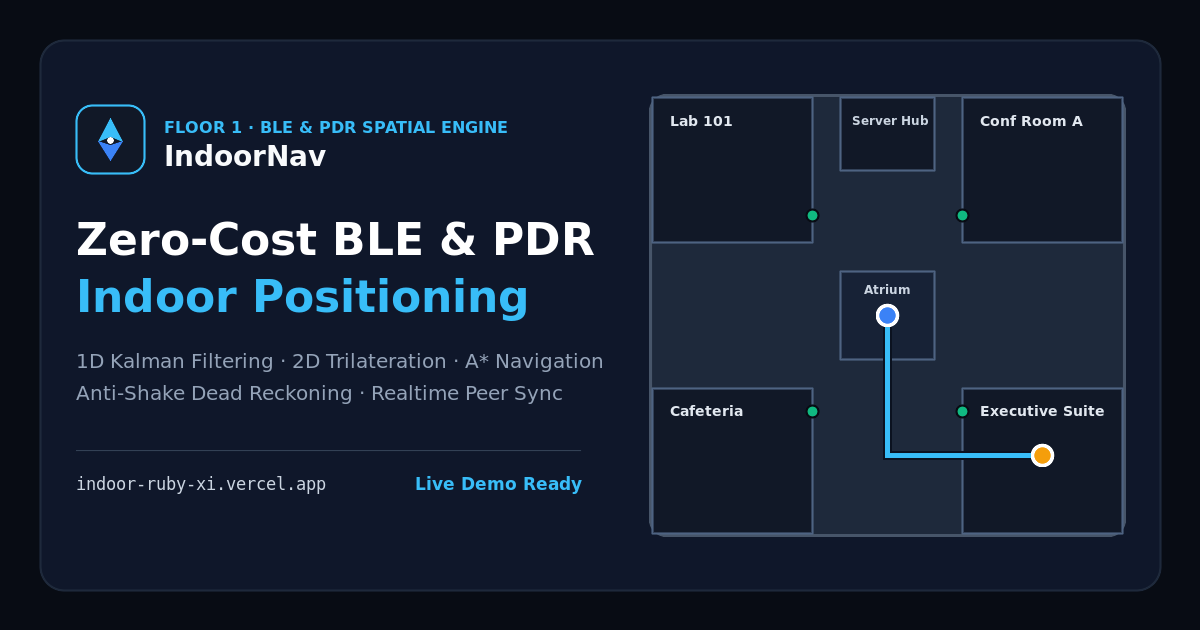 FLOOR 1 · BLE & PDR SPATIAL ENGINE
IndoorNav
Zero-Cost BLE & PDR
Indoor Positioning
1D Kalman Filtering · 2D Trilateration · A* Navigation
Anti-Shake Dead Reckoning · Realtime Peer Sync
indoor-ruby-xi.vercel.app
Live Demo Ready
Lab 101
Server Hub
Conf Room A
Atrium
Cafeteria
Executive Suite